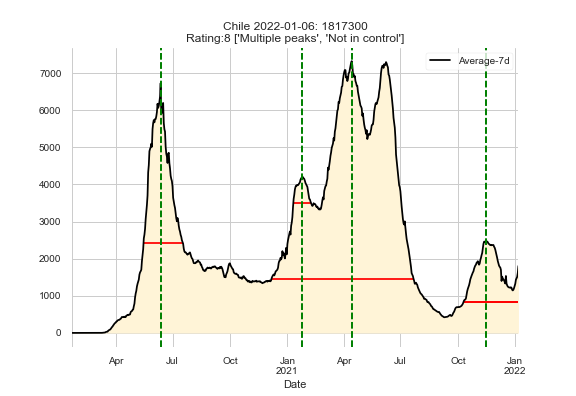 Chile 2022-01-06: 1817300
Rating:8 ['Multiple peaks', 'Not in control']
Average-7d
7000
6000
5000
4000
3000
2000
1000
0
Apr Jul Oct Jan Apr Jul Oct Jan
2021 2022
Date